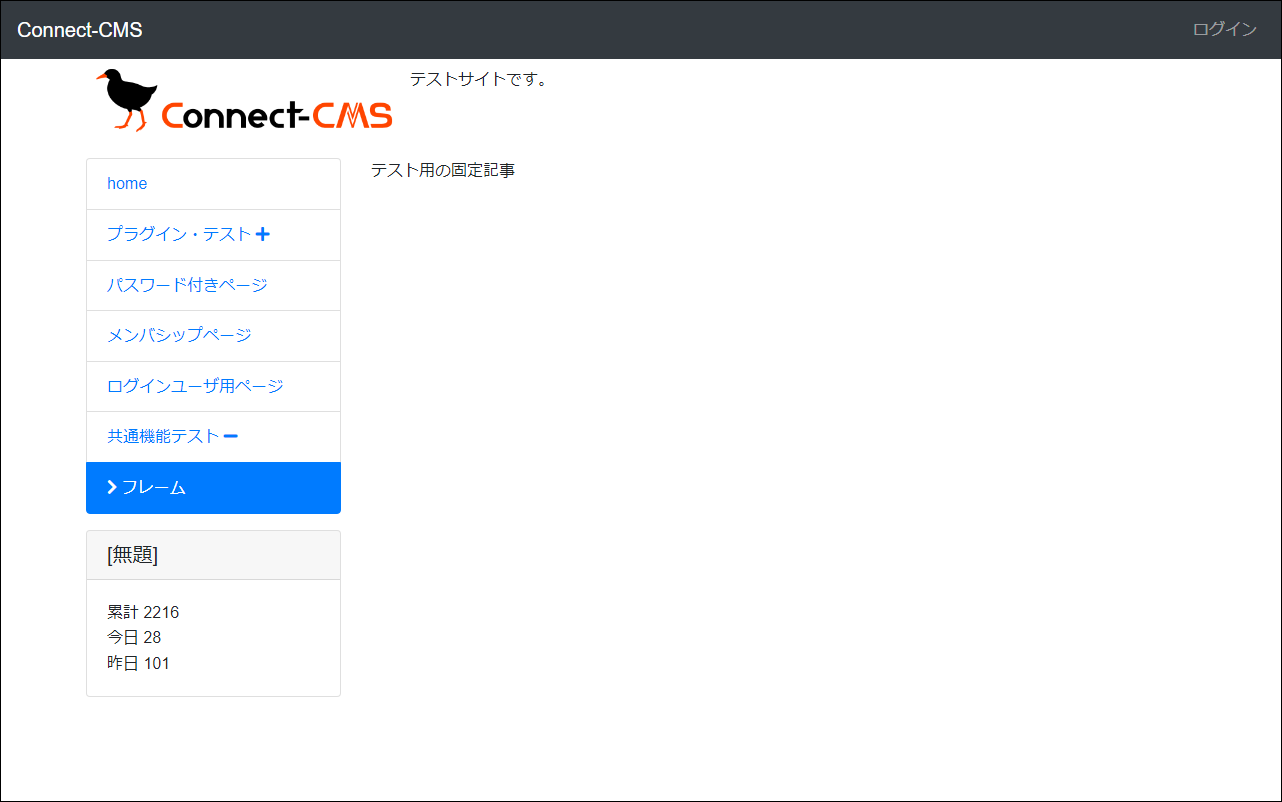 Connect-CMS
ログイン
Connect-CMS
テストサイトです。
home
プラグイン・テスト
パスワード付きページ
メンバシップページ
ログインユーザ用ページ
共通機能テスト
フレーム
テスト用の固定記事
[無題]
累計 2216
今日 28
昨日 101